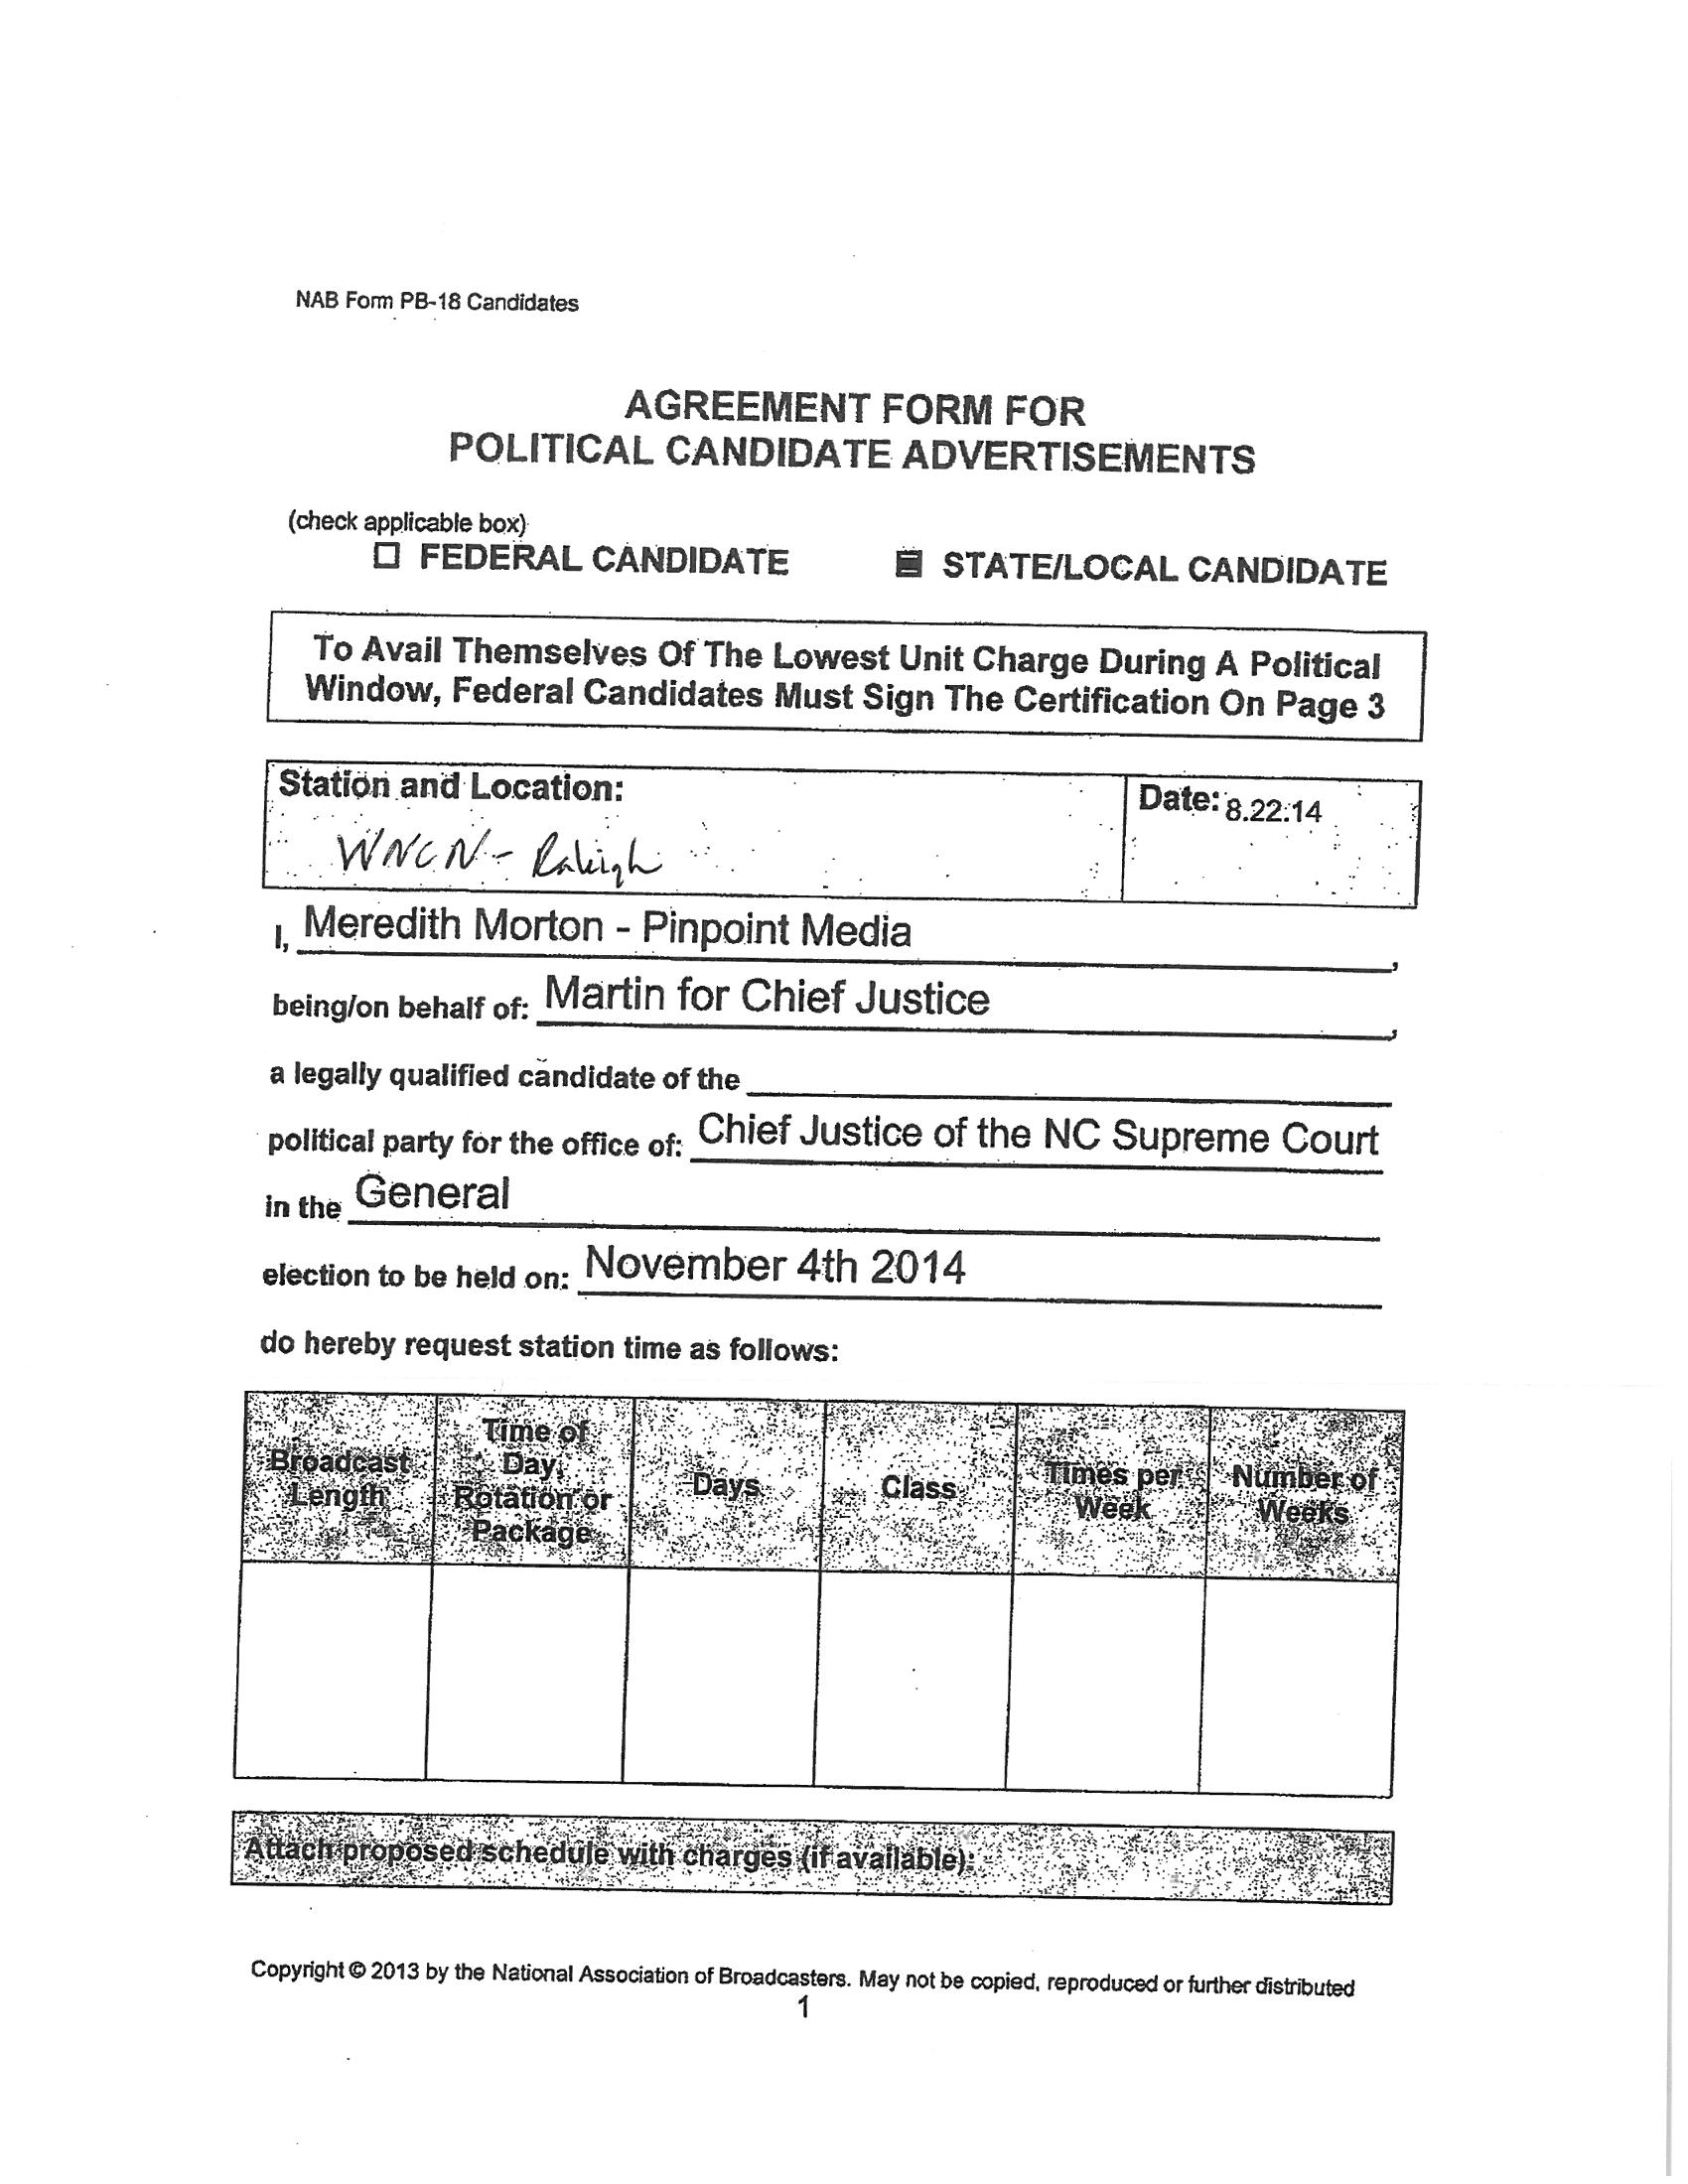 NAB Form PB-18 Candidates
AGREEMENT FORM FOR
POLITICAL CANDIDATE ADVERTISEMENTS
(check applicable box)
☐ FEDERAL CANDIDATE ☒ STATE/LOCAL CANDIDATE
To Avail Themselves Of The Lowest Unit Charge During A Political
Window, Federal Candidates Must Sign The Certification On Page 3
Station and Location:
Date: 8.22.14
WNCN - Raleigh
I, Meredith Morton - Pinpoint Media,
being/on behalf of: Martin for Chief Justice,
a legally qualified candidate of the
political party for the office of: Chief Justice of the NC Supreme Court
in the General
election to be held on: November 4th 2014
do hereby request station time as follows:
Broadcast
Length
Time of
Day,
Rotation or
Package
Days
Class
Times per
Week
Number of
Weeks
Attach proposed schedule with charges (if available):
Copyright © 2013 by the National Association of Broadcasters. May not be copied, reproduced or further distributed
1